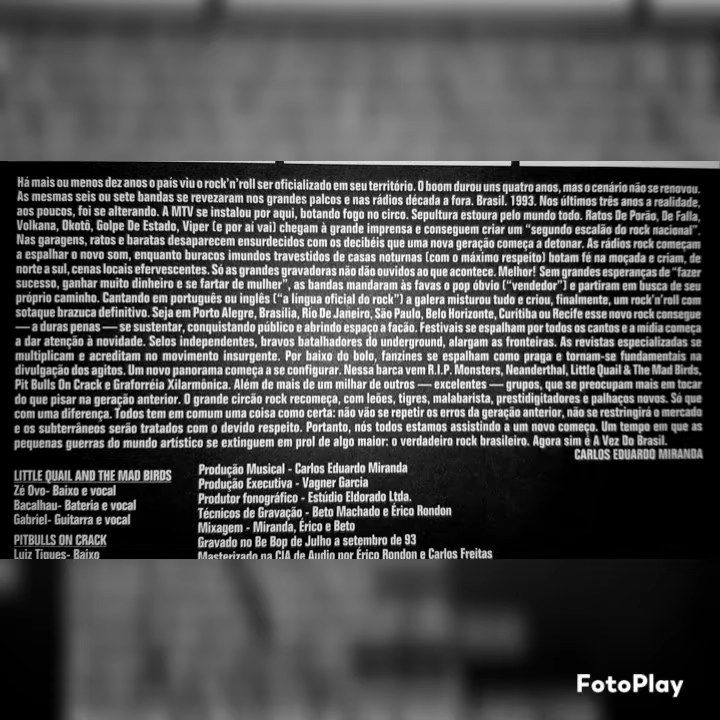 Há mais ou menos dez anos o país viu o rock'n'roll ser oficializado em seu território. O boom durou uns quatro anos, mas o cenário não se renovou.
As mesmas seis ou sete bandas se revezaram nos grandes palcos e nas rádios década a fora. Brasil. 1993. Nos últimos três anos a realidade,
aos poucos, foi se alterando. A MTV se instalou por aqui, botando fogo no circo. Sepultura estoura pelo mundo todo. Ratos De Porão, De Falla,
Volkana, Okotô, Golpe De Estado, Viper (e por aí vai) chegam à grande imprensa e conseguem criar um "segundo escalão do rock nacional".
Nas garagens, ratos e baratas desaparecem ensurdecidos com os decibéis que uma nova geração começa a detonar. As rádios rock começam
a espalhar o novo som, enquanto buracos imundos travestidos de casas noturnas (com o máximo respeito) botam fé na moçada e criam, de
norte a sul, cenas locais efervescentes. Só as grandes gravadoras não dão ouvidos ao que acontece. Melhor! Sem grandes esperanças de "fazer
sucesso, ganhar muito dinheiro e se fartar de mulher", as bandas mandaram às favas o pop óbvio ("vendedor") e partiram em busca de seu
próprio caminho. Cantando em português ou inglês ("a língua oficial do rock") a galera misturou tudo e criou, finalmente, um rock'n'roll com
sotaque brazuca definitivo. Seja em Porto Alegre, Brasília, Rio De Janeiro, São Paulo, Belo Horizonte, Curitiba ou Recife esse novo rock consegue
— a duras penas — se sustentar, conquistando público e abrindo espaço a facão. Festivais se espalham por todos os cantos e a mídia começa
a dar atenção à novidade. Selos independentes, bravos batalhadores do underground, alargam as fronteiras. As revistas especializadas se
multiplicam e acreditam no movimento insurgente. Por baixo do bolo, fanzines se espalham como praga e tornam-se fundamentais na
divulgação dos agitos. Um novo panorama começa a se configurar. Nessa barca vem R.I.P. Monsters, Neanderthal, Little Quail & The Mad Birds,
Pit Bulls On Crack e Graforréia Xilarmônica. Além de mais de um milhar de outros — excelentes — grupos, que se preocupam mais em tocar
do que pisar na geração anterior. O grande circão rock recomeça, com leões, tigres, malabarista, prestidigitadores e palhaços novos. Só que
com uma diferença. Todos tem em comum uma coisa como certa: não vão se repetir os erros da geração anterior, não se restringirá o mercado
e os subterrâneos serão tratados com o devido respeito. Portanto, nós todos estamos assistindo a um novo começo. Um tempo em que as
pequenas guerras do mundo artístico se extinguem em prol de algo maior: o verdadeiro rock brasileiro. Agora sim é A Vez Do Brasil.
CARLOS EDUARDO MIRANDA
LITTLE QUAIL AND THE MAD BIRDS
Zé Ovo- Baixo e vocal
Bacalhau- Bateria e vocal
Gabriel- Guitarra e vocal
PITBULLS ON CRACK
Luiz Tigues- Baixo
Produção Musical - Carlos Eduardo Miranda
Produção Executiva - Vagner Garcia
Produtor fonográfico - Estúdio Eldorado Ltda.
Técnicos de Gravação - Beto Machado e Érico Rondon
Mixagem - Miranda, Érico e Beto
Gravado no Be Bop de Julho a setembro de 93
Masterizado na CIA de Audio por Érico Rondon e Carlos Freitas
FotoPlay